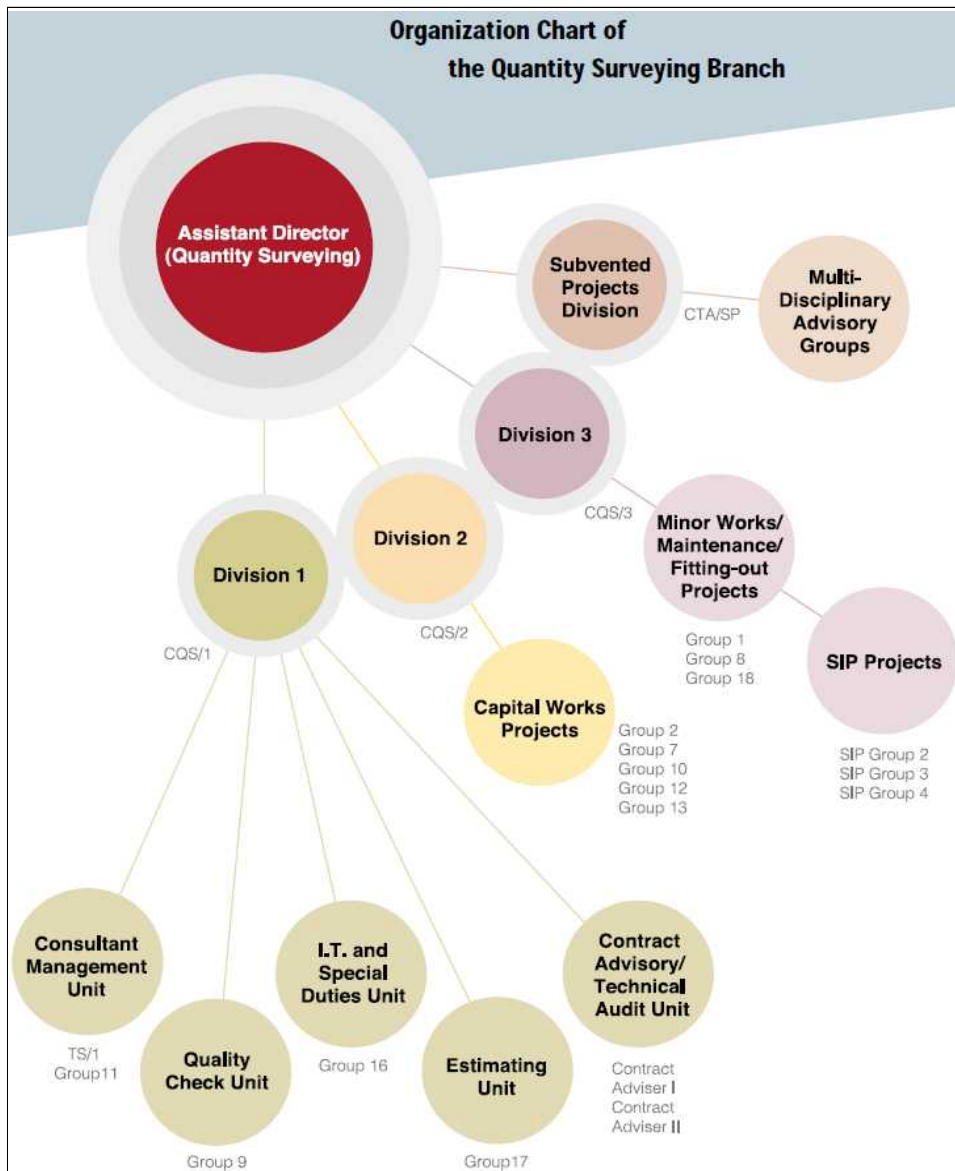 Organization Chart of
the Quantity Surveying Branch
Assistant Director
(Quantity Surveying)
Subvented
Projects
Division
CTA/SP
Multi-
Disciplinary
Advisory
Groups
Division 3
CQS/3
Minor Works/
Maintenance/
Fitting-out
Projects
Group 1
Group 8
Group 18
SIP Projects
SIP Group 2
SIP Group 3
SIP Group 4
Division 2
CQS/2
Capital Works
Projects
Group 2
Group 7
Group 10
Group 12
Group 13
Division 1
CQS/1
Consultant
Management
Unit
TS/1
Group11
Quality
Check Unit
Group 9
I.T. and
Special
Duties Unit
Group 16
Estimating
Unit
Group17
Contract
Advisory/
Technical
Audit Unit
Contract
Adviser I
Contract
Adviser II